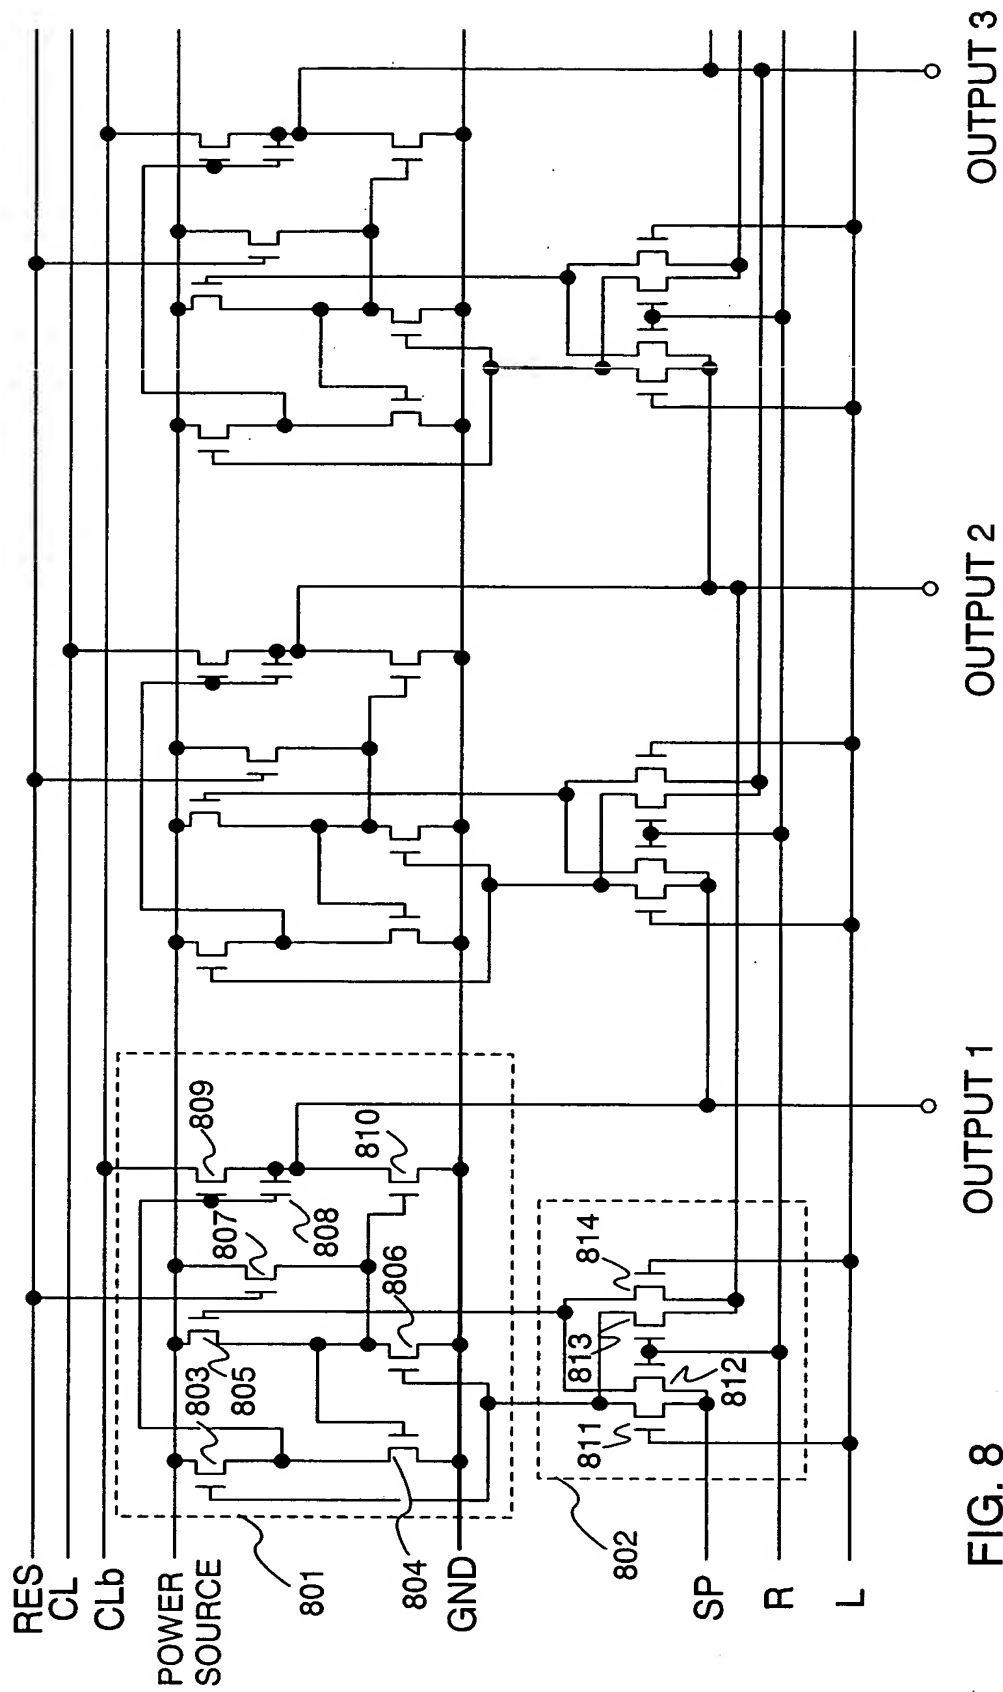 RES
CL
CLb
POWER
SOURCE
GND
SP
R
L
801
802
803
804
805
806
807
808
809
810
811
812
813
814
OUTPUT 1
OUTPUT 2
OUTPUT 3
FIG. 8